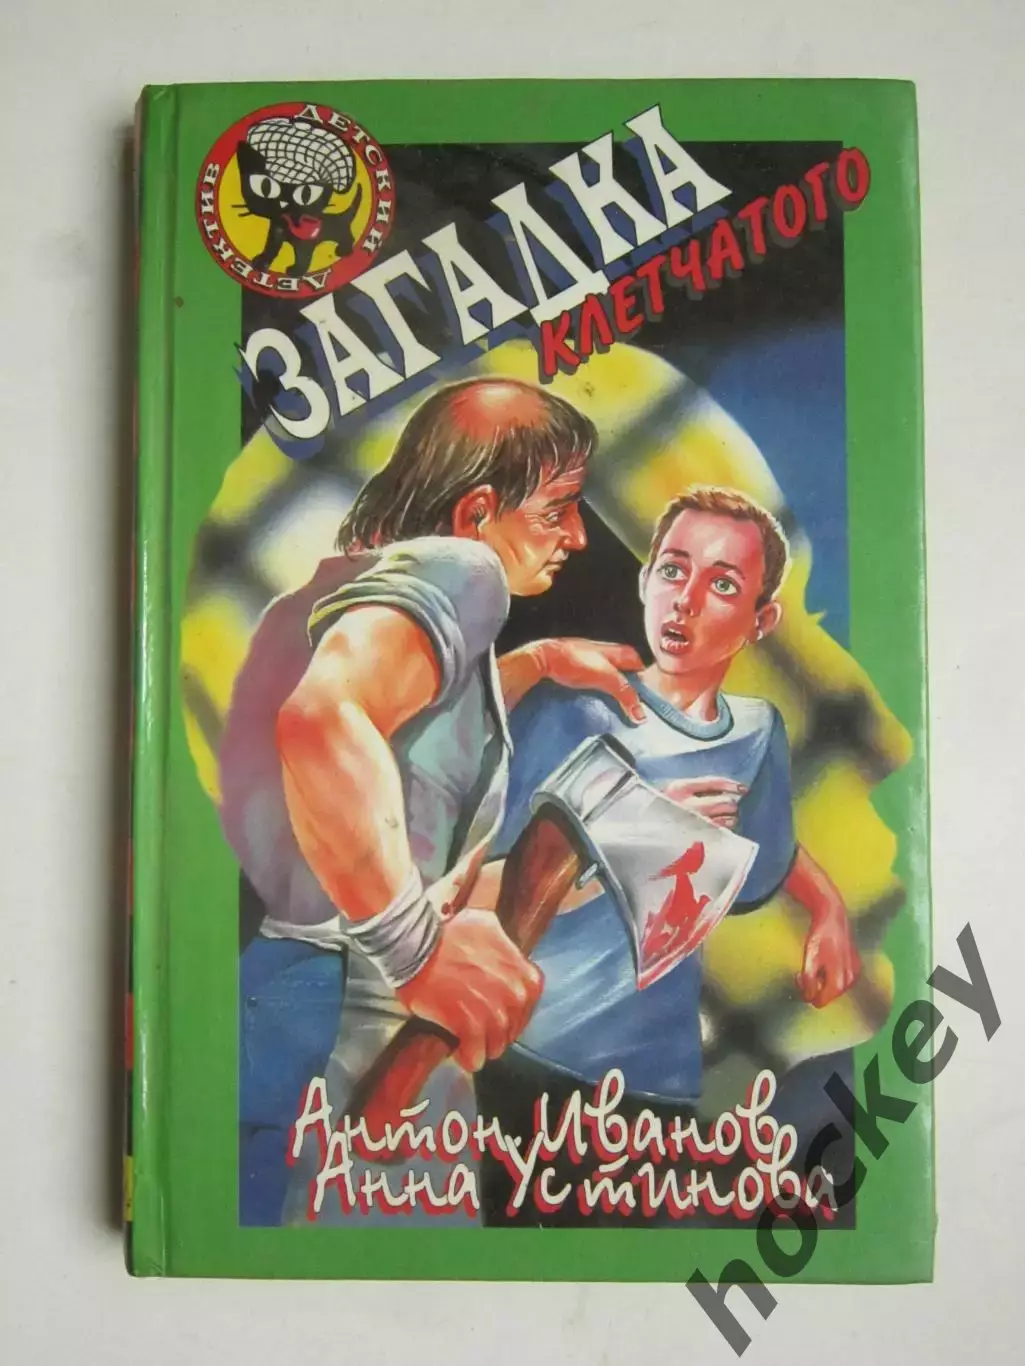 ДЕТСКИЙ ДЕТЕКТИВ
ЗАГАДКА
КЛЕТЧАТОГО
Антон Иванов,
Анна Устинова
hockey